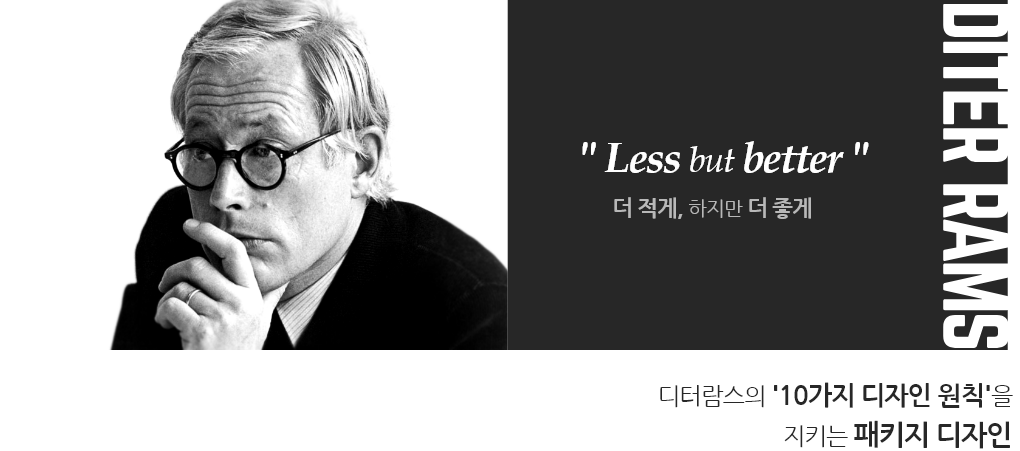 " Less but better "
더 적게, 하지만 더 좋게
DITER RAMS
디터람스의 '10가지 디자인 원칙'을
지키는 패키지 디자인